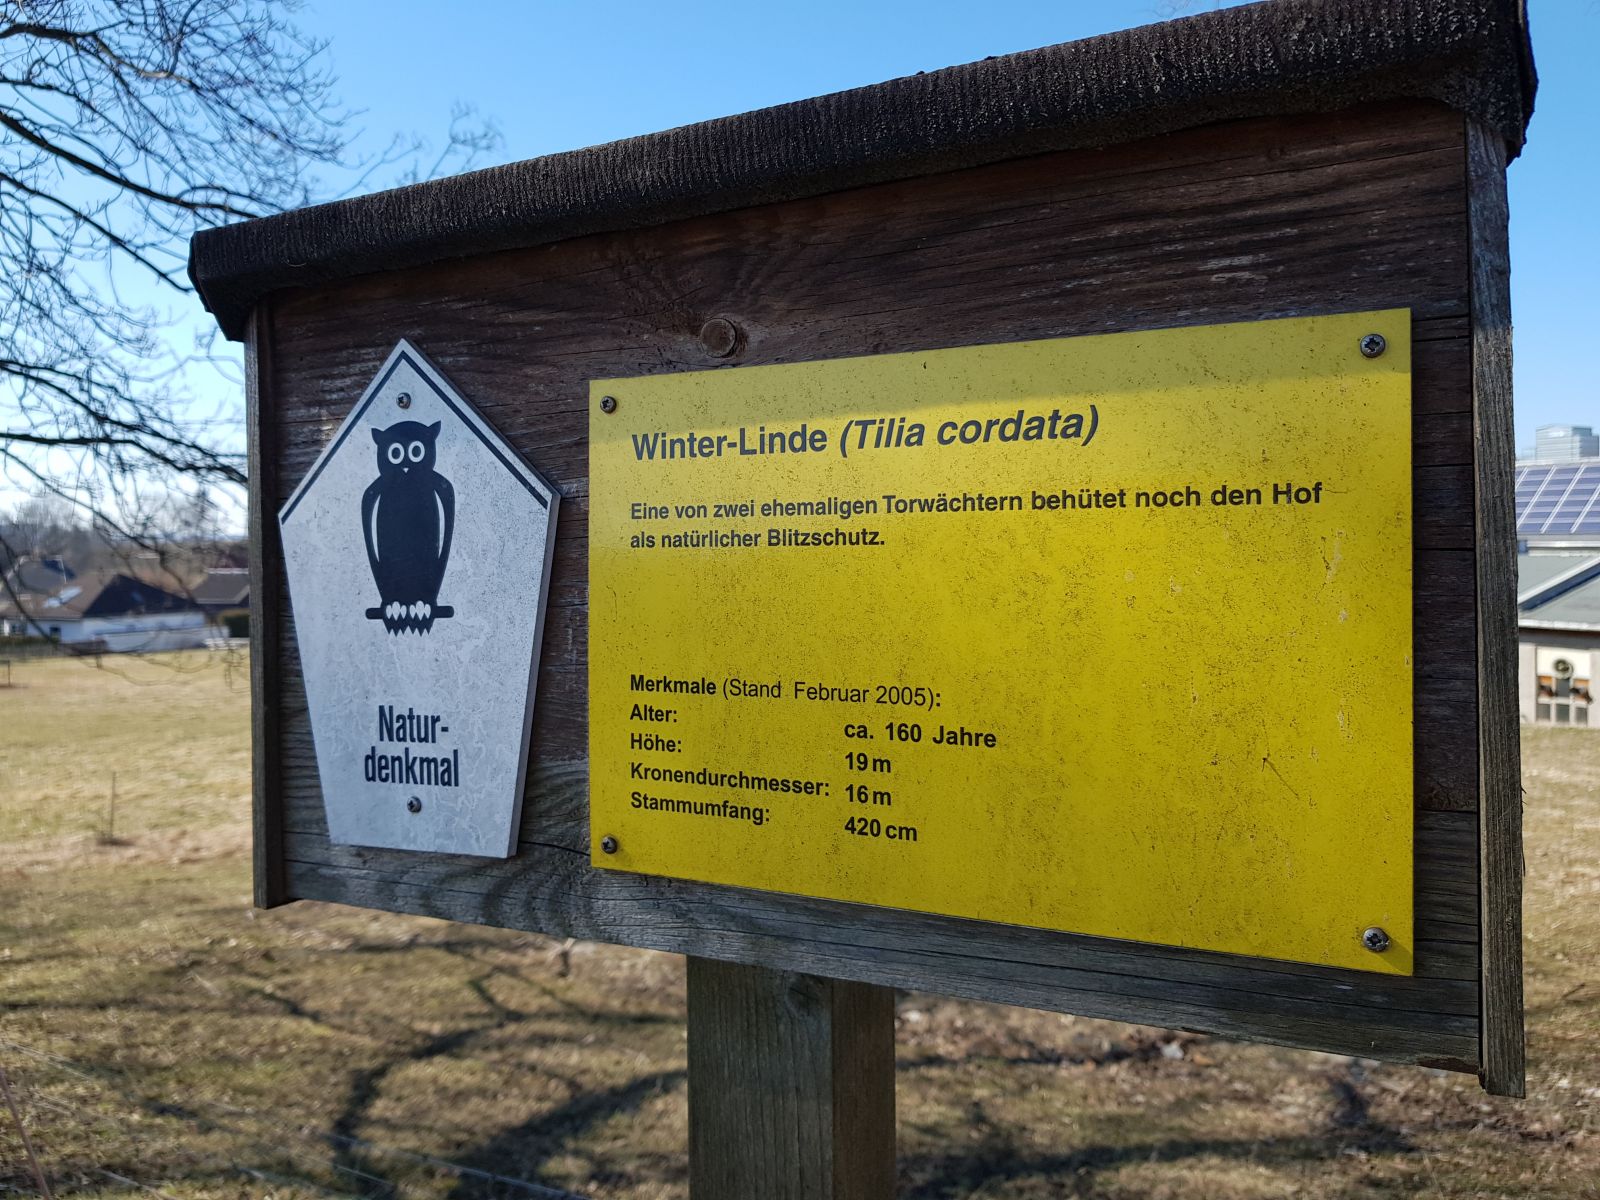 Natur-
denkmal
Winter-Linde (Tilia cordata)
Eine von zwei ehemaligen Torwächtern behütet noch den Hof
als natürlicher Blitzschutz.
Merkmale (Stand Februar 2005):
Alter: ca. 160 Jahre
Höhe: 19 m
Kronendurchmesser: 16 m
Stammumfang: 420 cm